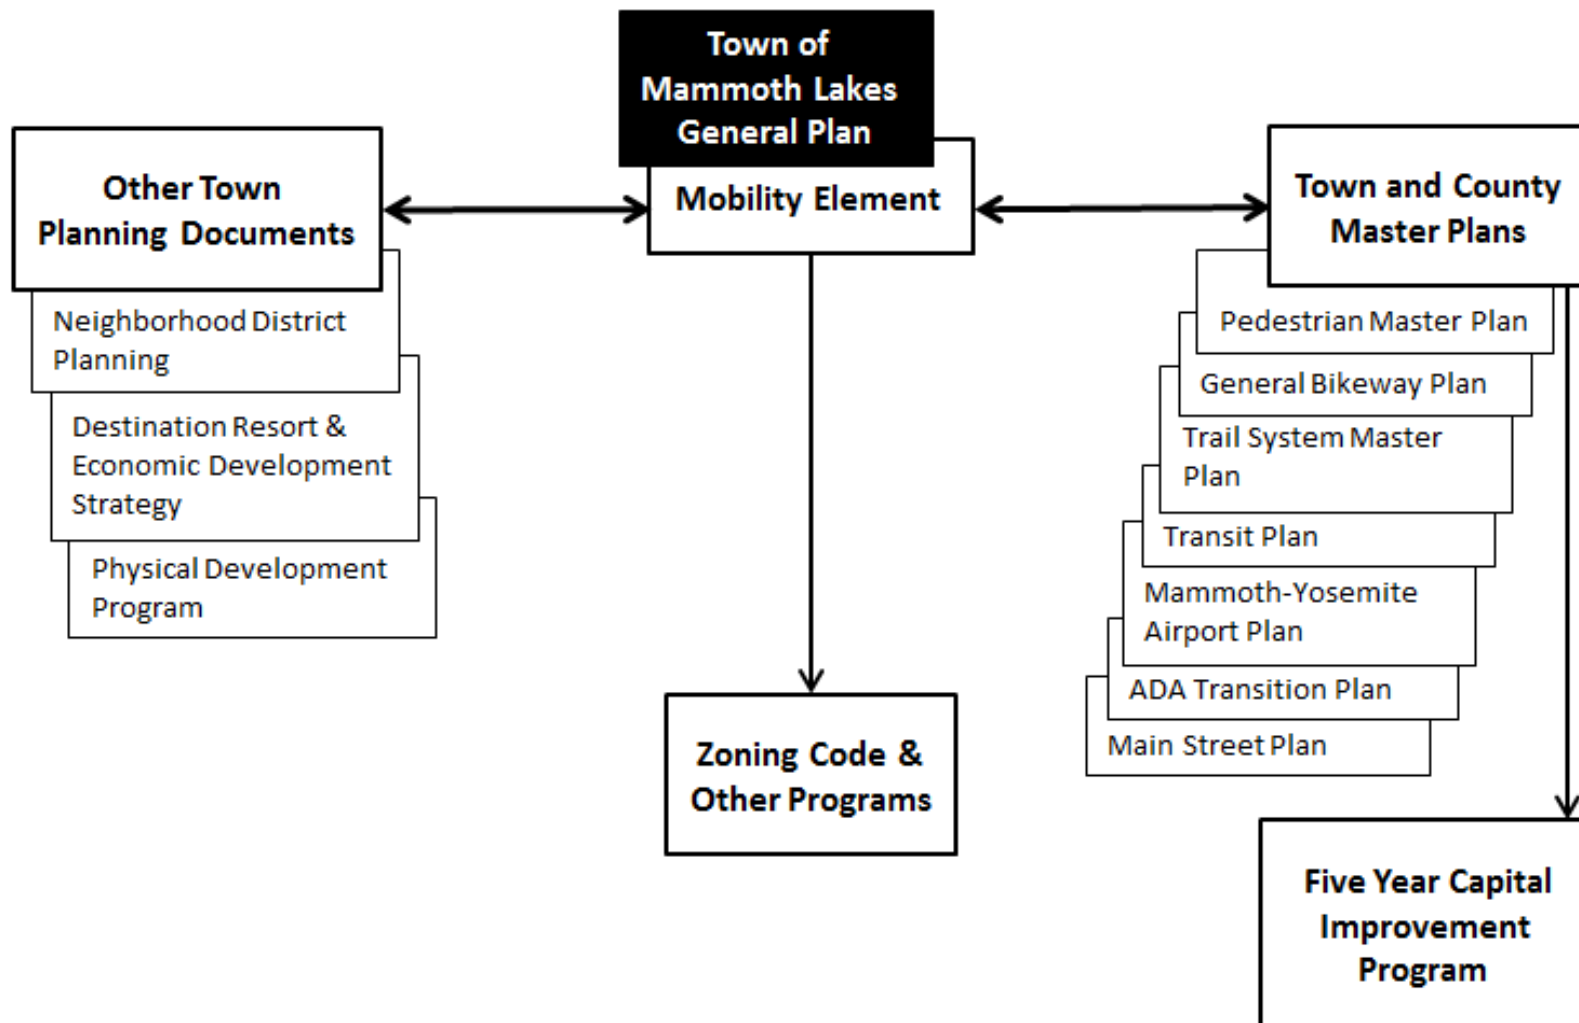 Town of
Mammoth Lakes
General Plan
Mobility Element
Other Town
Planning Documents
Neighborhood District
Planning
Destination Resort &
Economic Development
Strategy
Physical Development
Program
Zoning Code &
Other Programs
Town and County
Master Plans
Pedestrian Master Plan
General Bikeway Plan
Trail System Master
Plan
Transit Plan
Mammoth-Yosemite
Airport Plan
ADA Transition Plan
Main Street Plan
Five Year Capital
Improvement
Program